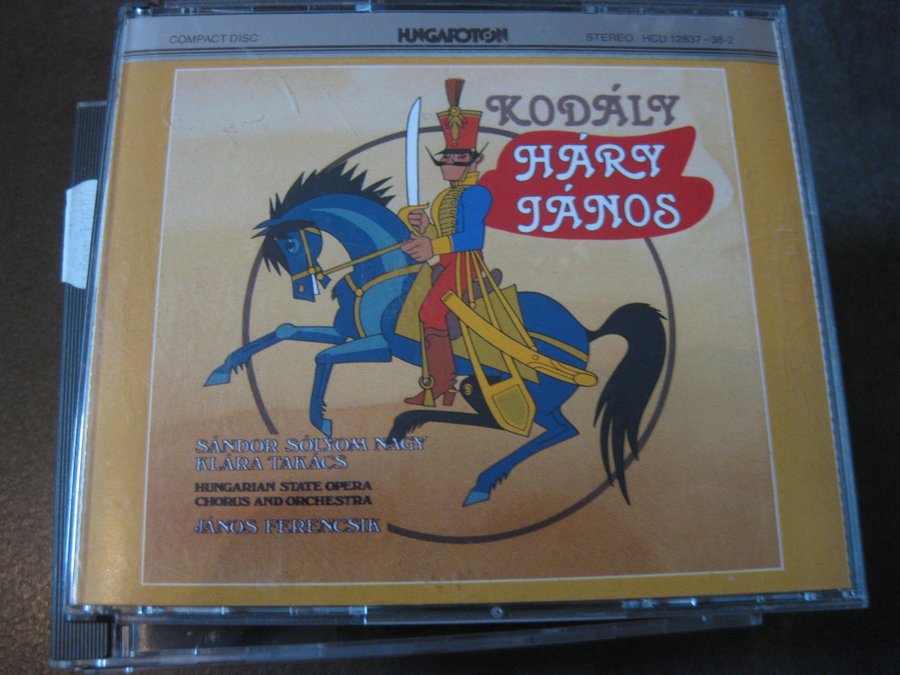 COMPACT DISC
HUNGAROTON
STEREO HCD 12837-38-2
KODÁLY
HÁRY
JÁNOS
SÁNDOR SÓLYOM NAGY
KLÁRA TAKÁCS
HUNGARIAN STATE OPERA
CHORUS AND ORCHESTRA
JÁNOS FERENCSIK